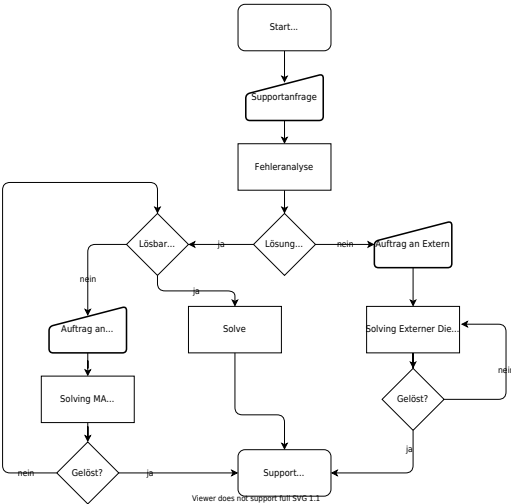 Start...
Supportanfrage
Fehleranalyse
Lösbar...
ja
Lösung...
nein
Auftrag an Extern
nein
ja
Auftrag an...
Solve
Solving Externer Die...
nein
Solving MA...
Gelöst?
ja
nein
Gelöst?
ja
Support...
Viewer does not support full SVG 1.1